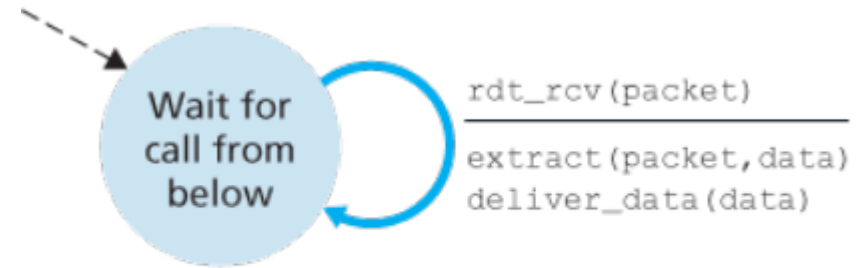 Wait for
call from
below
rdt_rcv(packet)
extract(packet,data)
deliver_data(data)